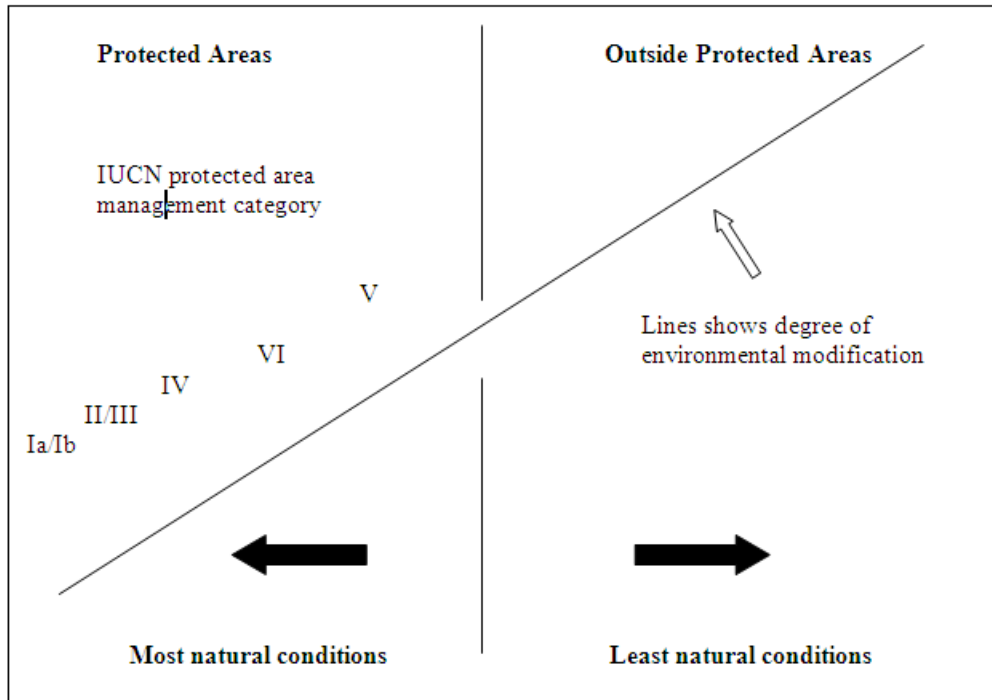 Protected Areas
Outside Protected Areas
IUCN protected area
management category
V
VI
IV
II/III
Ia/Ib
Lines shows degree of
environmental modification
Most natural conditions
Least natural conditions